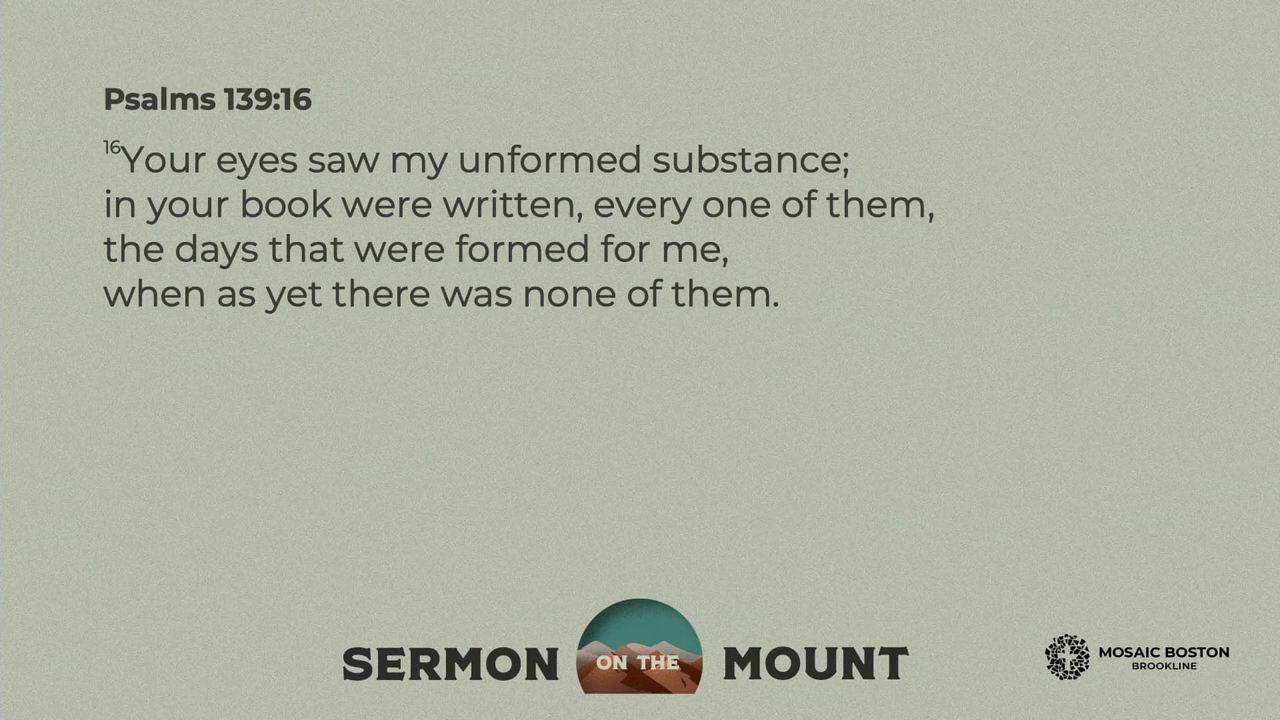 Psalms 139:16
16Your eyes saw my unformed substance;
in your book were written, every one of them,
the days that were formed for me,
when as yet there was none of them.
SERMON ON THE MOUNT
MOSAIC BOSTON
BROOKLINE